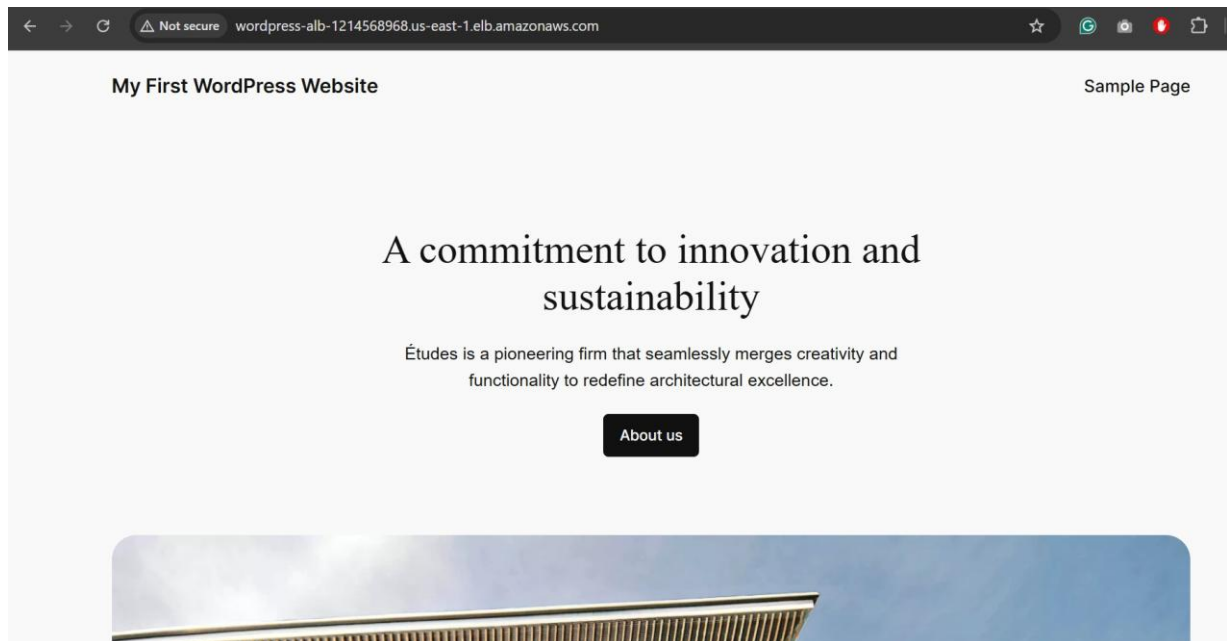 Not secure wordpress-alb-1214568968.us-east-1.elb.amazonaws.com
My First WordPress Website
Sample Page
A commitment to innovation and
sustainability
Études is a pioneering firm that seamlessly merges creativity and
functionality to redefine architectural excellence.
About us